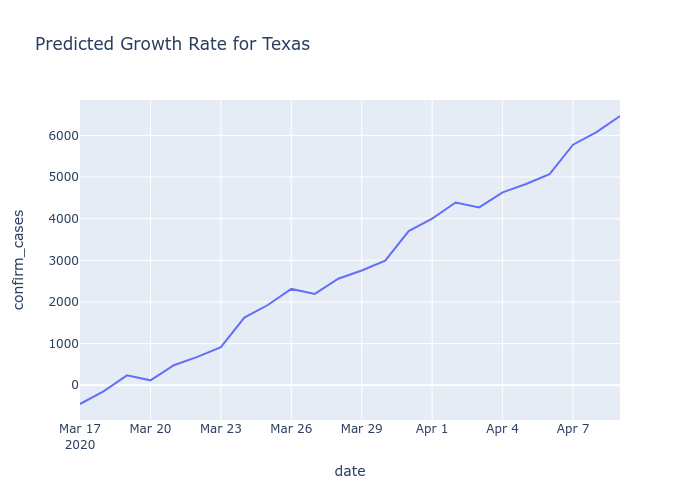 Predicted Growth Rate for Texas
confirm_cases
6000
5000
4000
3000
2000
1000
0
Mar 17 Mar 20 Mar 23 Mar 26 Mar 29 Apr 1 Apr 4 Apr 7
2020
date